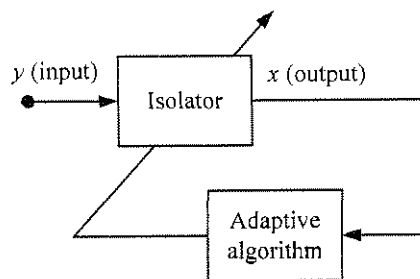 y (input)
Isolator
x (output)
Adaptive
algorithm